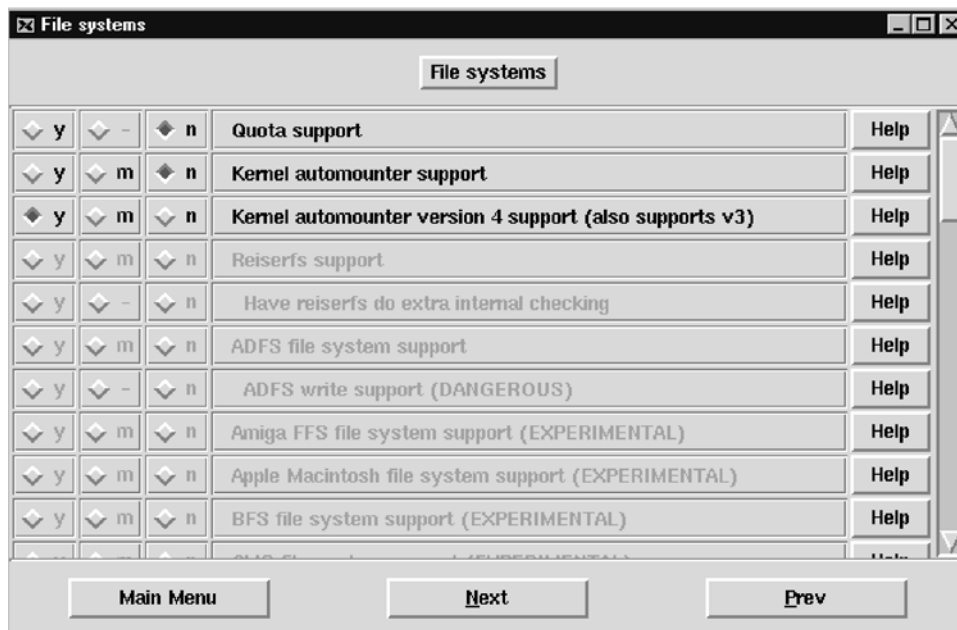 File systems
File systems
y - n Quota support Help
y m n Kernel automounter support Help
y m n Kernel automounter version 4 support (also supports v3) Help
y m n Reiserfs support Help
y - n Have reiserfs do extra internal checking Help
y m n ADFS file system support Help
y - n ADFS write support (DANGEROUS) Help
y m n Amiga FFS file system support (EXPERIMENTAL) Help
y m n Apple Macintosh file system support (EXPERIMENTAL) Help
y m n BFS file system support (EXPERIMENTAL) Help
Main Menu Next Prev